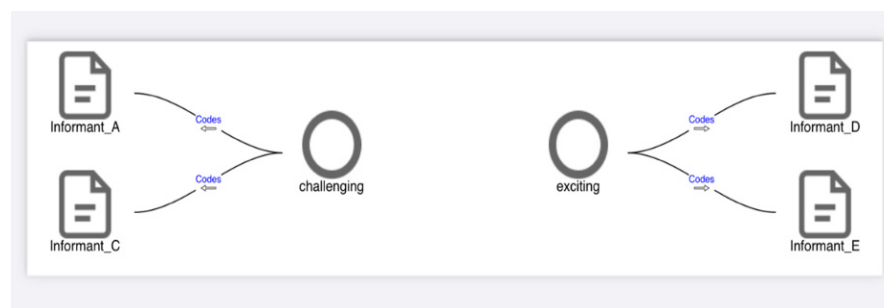 Informant_A
Codes
Codes
Informant_C
challenging
exciting
Codes
Codes
Informant_D
Informant_E